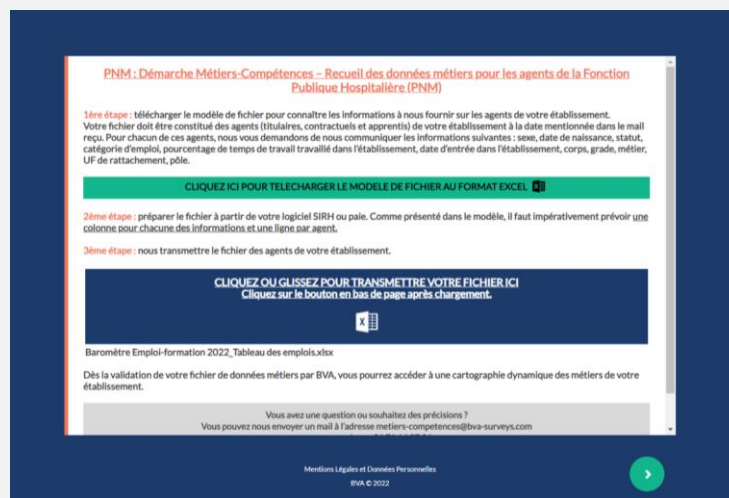 PNM : Démarche Métiers-Compétences – Recueil des données métiers pour les agents de la Fonction
Publique Hospitalière (PNM)
1ère étape : télécharger le modèle de fichier pour connaître les informations à nous fournir sur les agents de votre établissement.
Votre fichier doit être constitué des agents (titulaires, contractuels et apprentis) de votre établissement à la date mentionnée dans le mail
reçu. Pour chacun de ces agents, nous vous demandons de nous communiquer les informations suivantes : sexe, date de naissance, statut,
catégorie d'emploi, pourcentage de temps de travail travaillé dans l'établissement, date d'entrée dans l'établissement, corps, grade, métier,
UF de rattachement, pôle.
CLIQUEZ ICI POUR TELECHARGER LE MODELE DE FICHIER AU FORMAT EXCEL
2ème étape : préparer le fichier à partir de votre logiciel SIRH ou paie. Comme présenté dans le modèle, il faut impérativement prévoir une
colonne pour chacune des informations et une ligne par agent.
3ème étape : nous transmettre le fichier des agents de votre établissement.
CLIQUEZ OU GLISSEZ POUR TRANSMETTRE VOTRE FICHIER ICI
Cliquez sur le bouton en bas de page après chargement.
Baromètre Emploi-formation 2022_Tableau des emplois.xlsx
Dès la validation de votre fichier de données métiers par BVA, vous pourrez accéder à une cartographie dynamique des métiers de votre
établissement.
Vous avez une question ou souhaitez des précisions ?
Vous pouvez nous envoyer un mail à l'adresse metiers-competences@bva-surveys.com
Mentions Légales et Données Personnelles
BVA © 2022